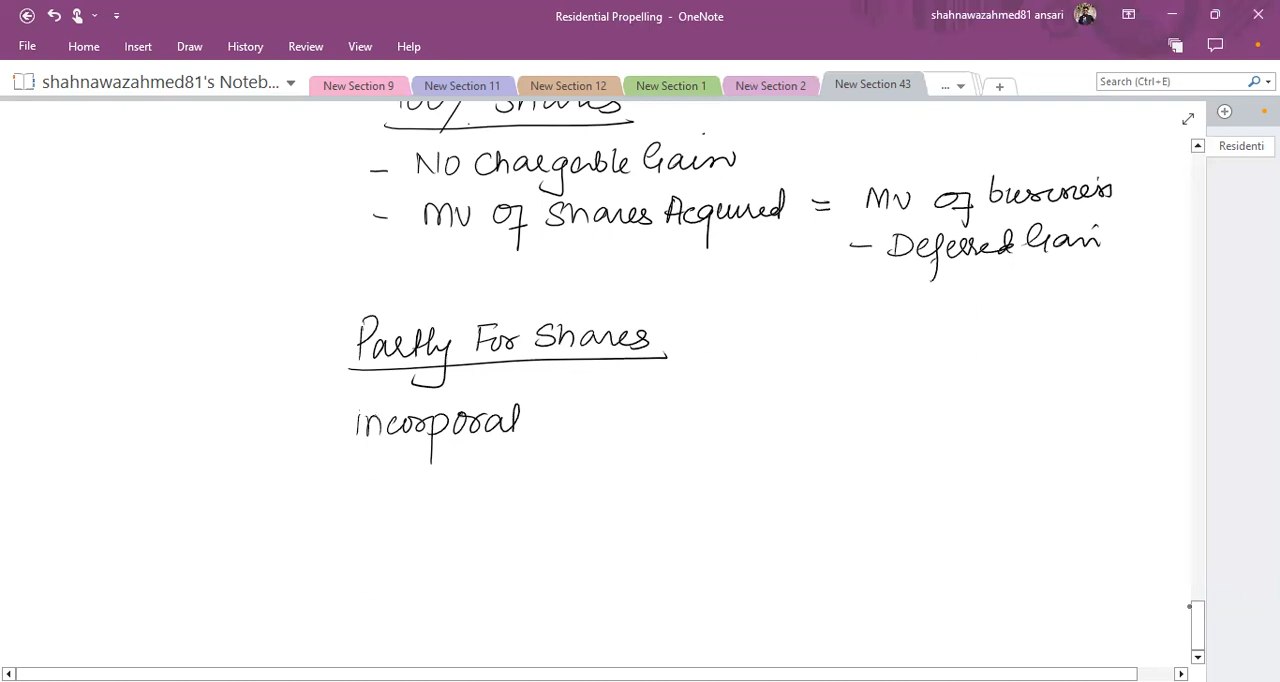 Residential Propelling - OneNote
shahnawazahmed81 ansari
File Home Insert Draw History Review View Help
shahnawazahmed81's Noteb...
New Section 9 New Section 11 New Section 12 New Section 1 New Section 2 New Section 43 ...
Search (Ctrl+E)
Residenti
100% Shares
- No Chargable Gain
- MV of Shares Acquired = MV of business
- Deferred Gain
Partly For Shares
incorporal